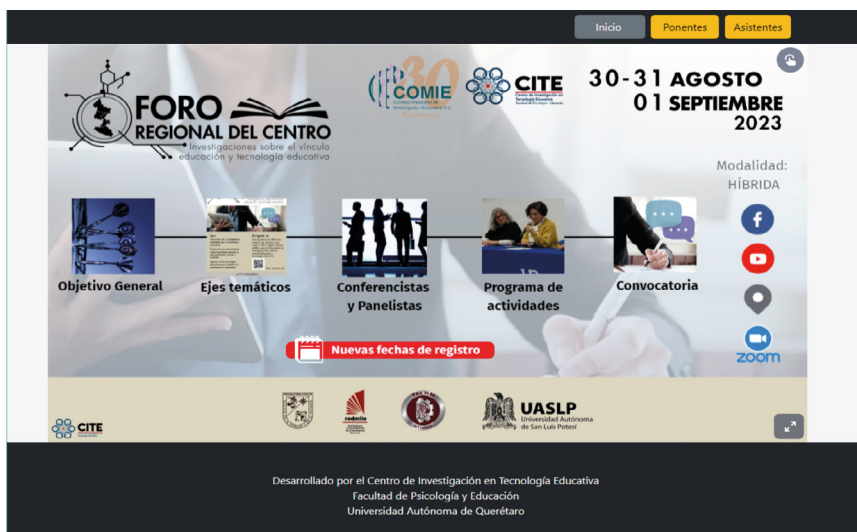 Inicio
Ponentes
Asistentes
FORO
REGIONAL DEL CENTRO
Investigaciones sobre el vínculo
educación y tecnología educativa
30
COMIE
CITE
30-31 AGOSTO
01 SEPTIEMBRE
2023
Modalidad:
HÍBRIDA
Objetivo General
Ejes temáticos
Conferencistas
y Panelistas
Programa de
actividades
Convocatoria
zoom
Nuevas fechas de registro
CITE
redmiie
UASLP
Universidad Autónoma
de San Luis Potosí
Desarrollado por el Centro de Investigación en Tecnología Educativa
Facultad de Psicología y Educación
Universidad Autónoma de Querétaro